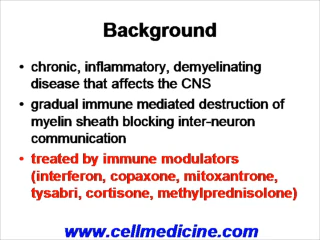 Background
• chronic, inflammatory, demyelinating
disease that affects the CNS
• gradual immune mediated destruction of
myelin sheath blocking inter-neuron
communication
• treated by immune modulators
(interferon, copaxone, mitoxantrone,
tysabri, cortisone, methylprednisolone)
www.cellmedicine.com